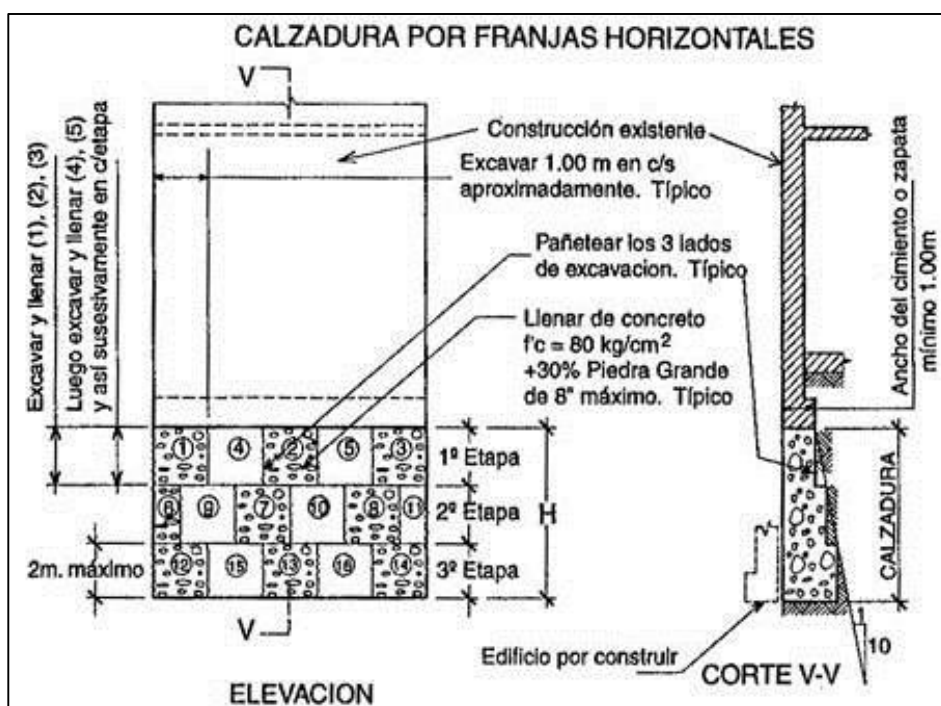 CALZADURA POR FRANJAS HORIZONTALES
V
Construcción existente
Excavar 1.00 m en c/s
aproximadamente. Típico
Pañetear los 3 lados
de excavacion. Típico
Llenar de concreto
f'c = 80 kg/cm²
+30% Piedra Grande
de 8" máximo. Típico
Excavar y llenar (1), (2), (3)
Luego excavar y llenar (4), (5)
y así susesivamente en c/etapa
Ancho del cimiento o zapata
mínimo 1.00m
1 4 2 5 3
1º Etapa
6 9 7 10 8 11
2º Etapa
H
12 15 13 16 14
3º Etapa
2m. máximo
CALZADURA
V
Edificio por construir
1
10
CORTE V-V
ELEVACION